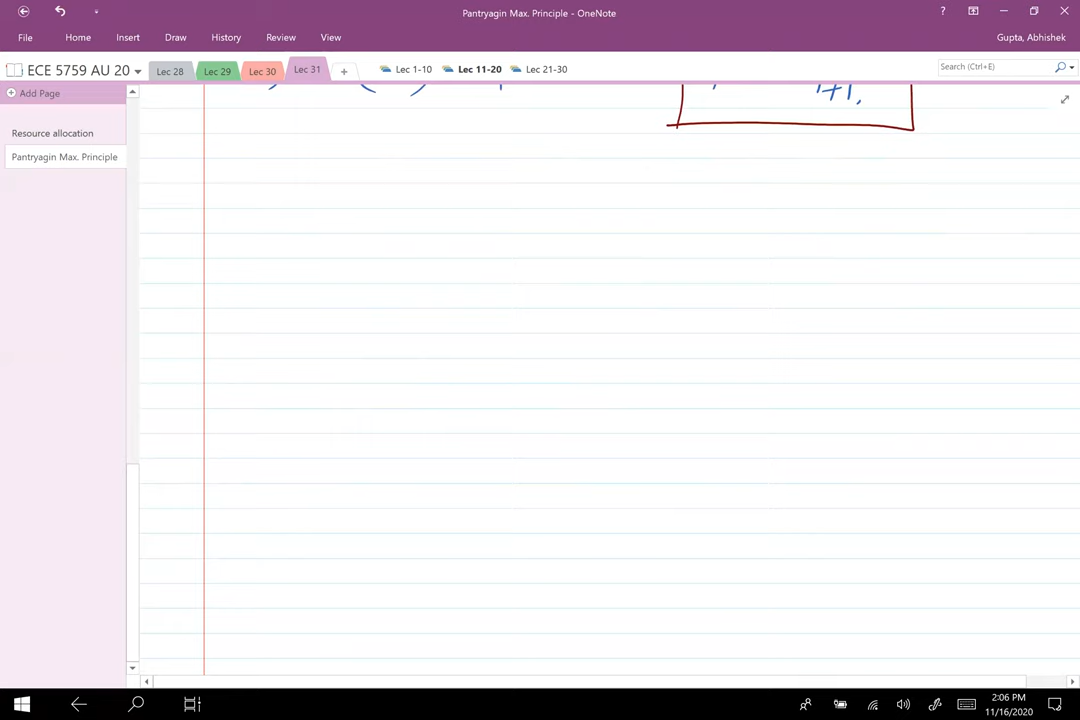 Pantryagin Max. Principle - OneNote
?
File Home Insert Draw History Review View Gupta, Abhishek
ECE 5759 AU 20 Lec 28 Lec 29 Lec 30 Lec 31 + Lec 1-10 Lec 11-20 Lec 21-30 Search (Ctrl+E)
Add Page
Resource allocation
Pantryagin Max. Principle
2:06 PM
11/16/2020